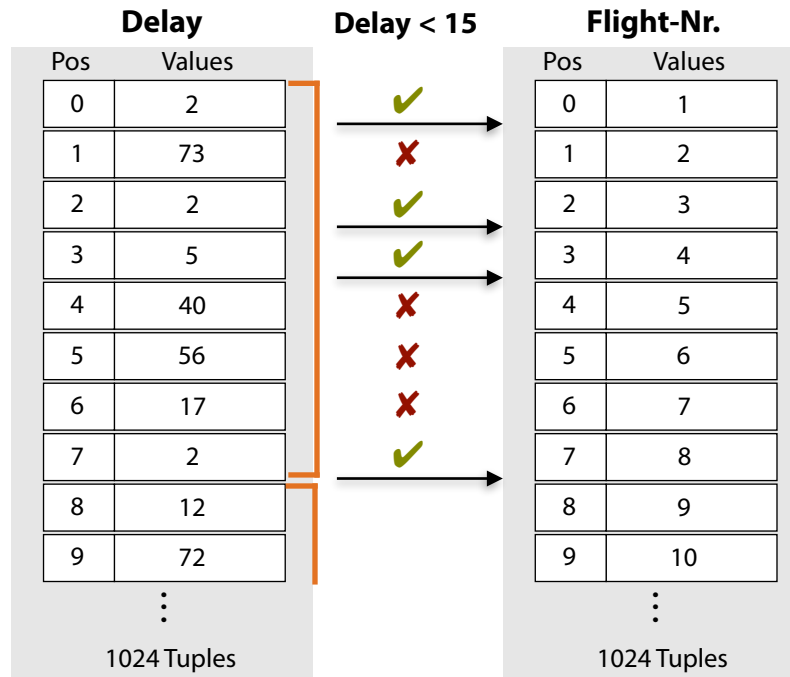 Delay Delay < 15 Flight-Nr.
Pos Values Pos Values
0 2 ✔ 0 1
1 73 ✘ 1 2
2 2 ✔ 2 3
3 5 ✔ 3 4
4 40 ✘ 4 5
5 56 ✘ 5 6
6 17 ✘ 6 7
7 2 ✔ 7 8
8 12 8 9
9 72 9 10
⋮ ⋮
1024 Tuples 1024 Tuples